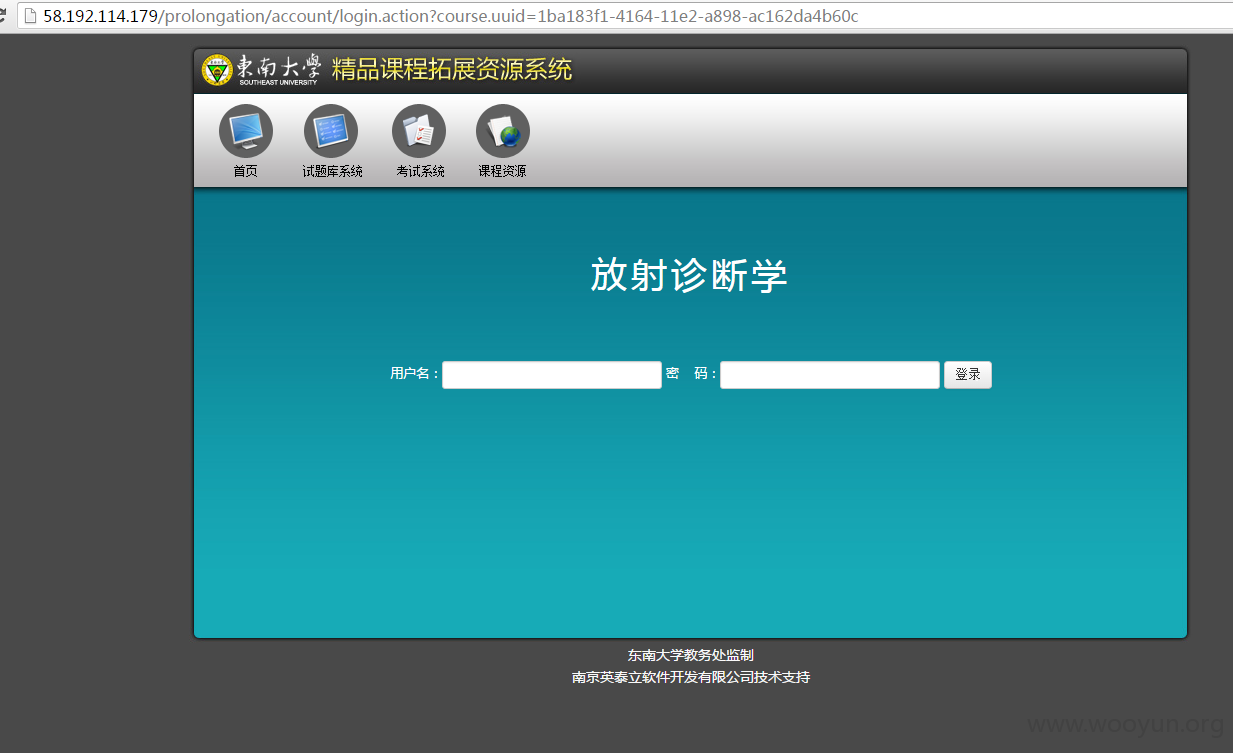 58.192.114.179/prolongation/account/login.action?course.uuid=1ba183f1-4164-11e2-a898-ac162da4b60c
東南大學 精品课程拓展资源系统
SOUTHEAST UNIVERSITY
首页 试题库系统 考试系统 课程资源
放射诊断学
用户名： 密 码： 登录
东南大学教务处监制
南京英泰立软件开发有限公司技术支持
www.wooyun.org